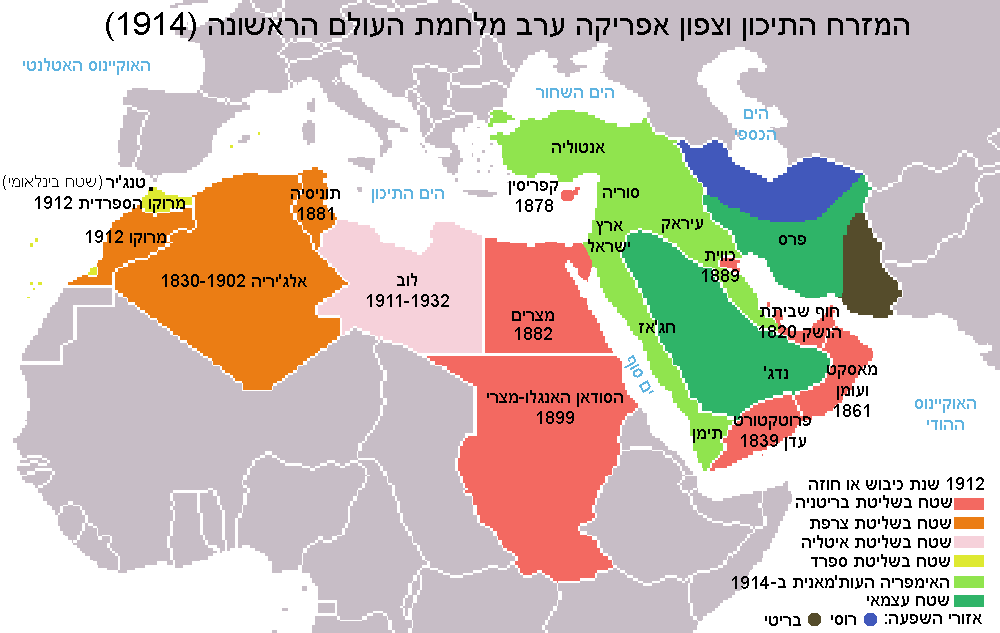 המזרח התיכון וצפון אפריקה ערב מלחמת העולם הראשונה (1914)
האוקיינוס האטלנטי
הים השחור
הים
הכספי
אנטוליה
טנג'יר (שטח בינלאומי)
מרוקו הספרדית 1912
מרוקו 1912
תוניסיה
1881
הים התיכון
קפריסין
1878
סוריה
ארץ
ישראל
עיראק
פרס
כווית
1889
אלג'יריה 1830-1902
לוב
1911-1932
מצרים
1882
חג'אז
חוף שביתת
הנשק 1820
נדג'
מאסקט
ועומן
1861
ים סוף
הסודאן האנגלו-מצרי
1899
תימן
פרוטקטורט
עדן 1839
האוקיינוס
ההודי
1912 שנת כיבוש או חוזה
שטח בשליטת בריטניה
שטח בשליטת צרפת
שטח בשליטת איטליה
שטח בשליטת ספרד
האימפריה העות'מאנית ב-1914
שטח עצמאי
אזורי השפעה: רוסי בריטי